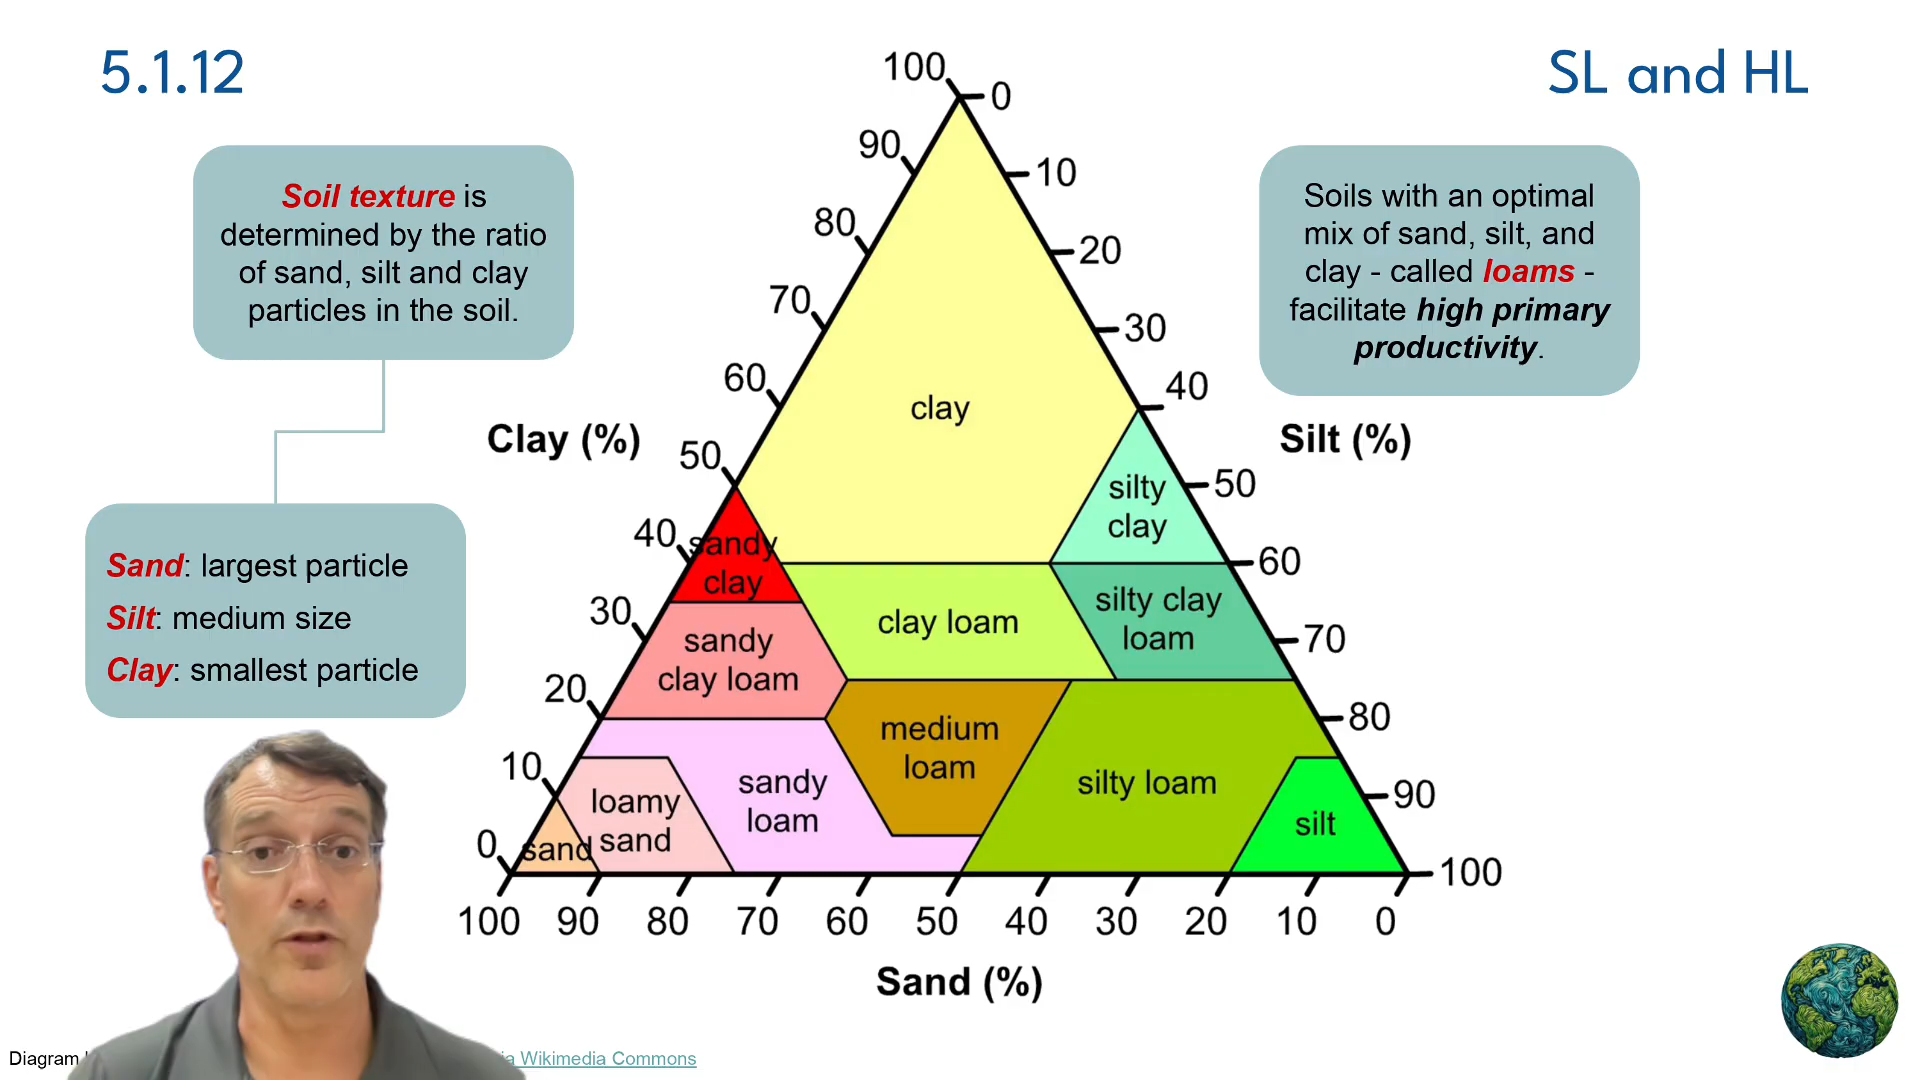 5.1.12
SL and HL
Soil texture is
determined by the ratio
of sand, silt and clay
particles in the soil.
Sand: largest particle
Silt: medium size
Clay: smallest particle
Soils with an optimal
mix of sand, silt, and
clay - called loams -
facilitate high primary
productivity.
Clay (%)
100
90
80
70
60
50
40
30
20
10
0
Silt (%)
0
10
20
30
40
50
60
70
80
90
100
clay
silty
clay
sandy
clay
clay loam
silty clay
loam
sandy
clay loam
medium
loam
silty loam
sandy
loam
loamy
sand
sand
silt
100 90 80 70 60 50 40 30 20 10 0
Sand (%)
Diagram
Wikimedia Commons